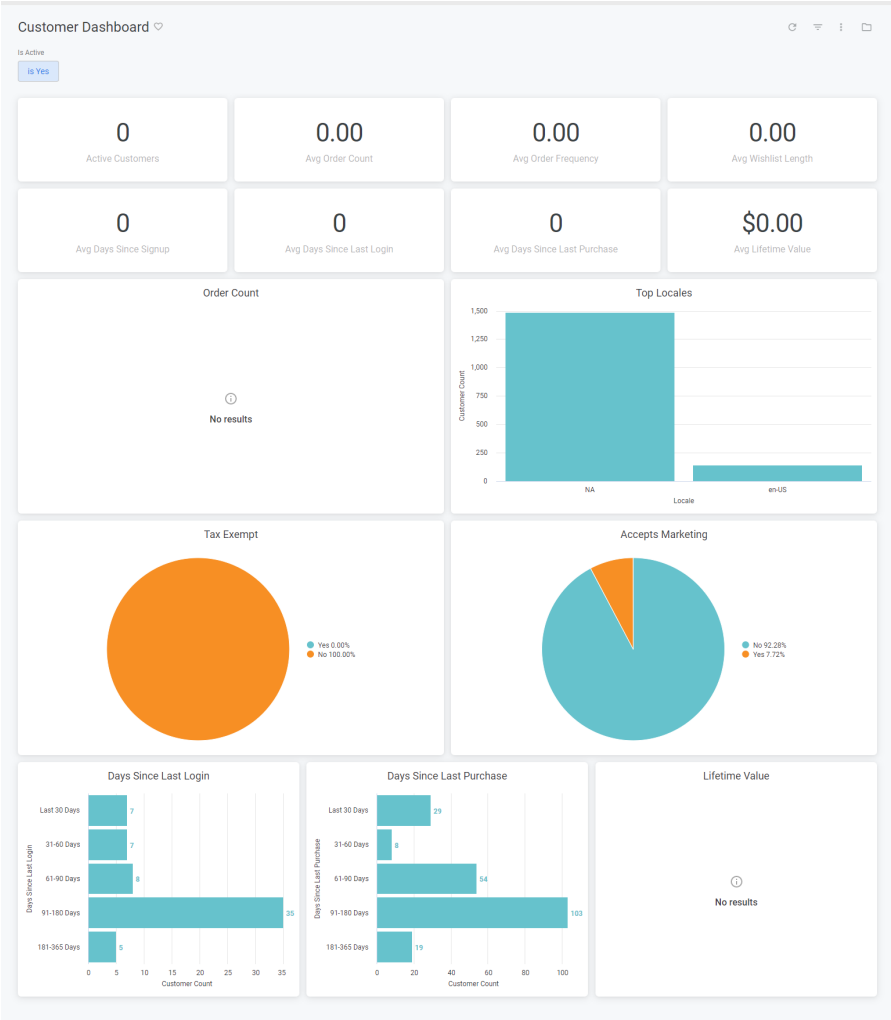 Customer Dashboard
Is Active
is Yes
0
Active Customers
0.00
Avg Order Count
0.00
Avg Order Frequency
0.00
Avg Wishlist Length
0
Avg Days Since Signup
0
Avg Days Since Last Login
0
Avg Days Since Last Purchase
$0.00
Avg Lifetime Value
Order Count
No results
Top Locales
Customer Count
1,500
1,250
1,000
750
500
250
0
NA
en-US
Locale
Tax Exempt
Yes 0.00%
No 100.00%
Accepts Marketing
No 92.28%
Yes 7.72%
Days Since Last Login
Days Since Last Login
Last 30 Days
7
31-60 Days
7
61-90 Days
8
91-180 Days
35
181-365 Days
5
0 5 10 15 20 25 30 35
Customer Count
Days Since Last Purchase
Days Since Last Purchase
Last 30 Days
29
31-60 Days
8
61-90 Days
54
91-180 Days
103
181-365 Days
19
0 20 40 60 80 100
Customer Count
Lifetime Value
No results